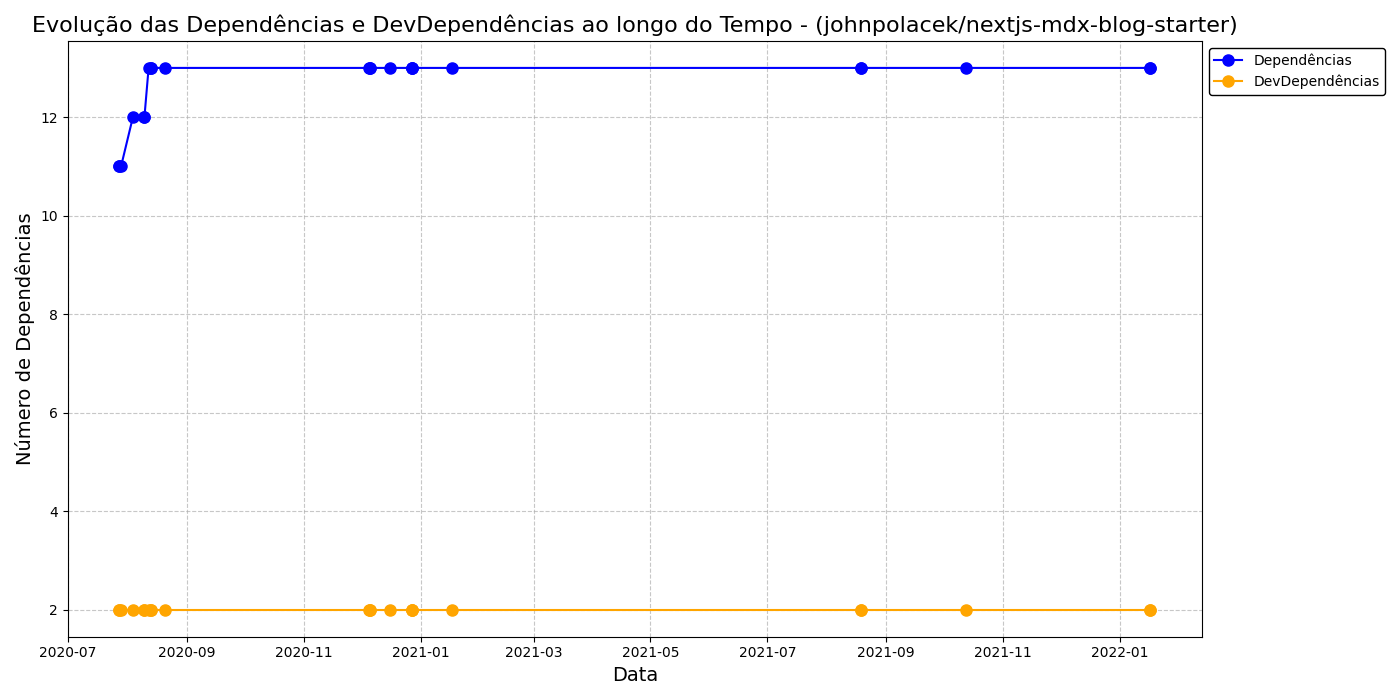 Evolução das Dependências e DevDependências ao longo do Tempo - (johnpolacek/nextjs-mdx-blog-starter)
Dependências
DevDependências
Número de Dependências
12
10
8
6
4
2
2020-07 2020-09 2020-11 2021-01 2021-03 2021-05 2021-07 2021-09 2021-11 2022-01
Data